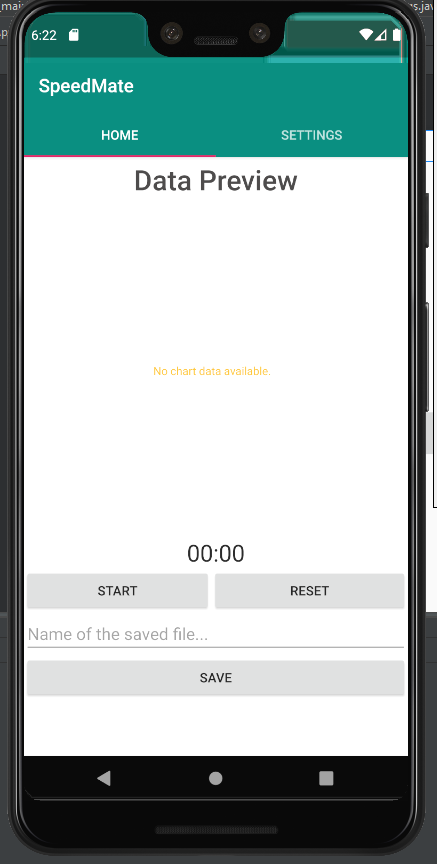 6:22
SpeedMate
HOME SETTINGS
Data Preview
No chart data available.
00:00
START RESET
Name of the saved file...
SAVE